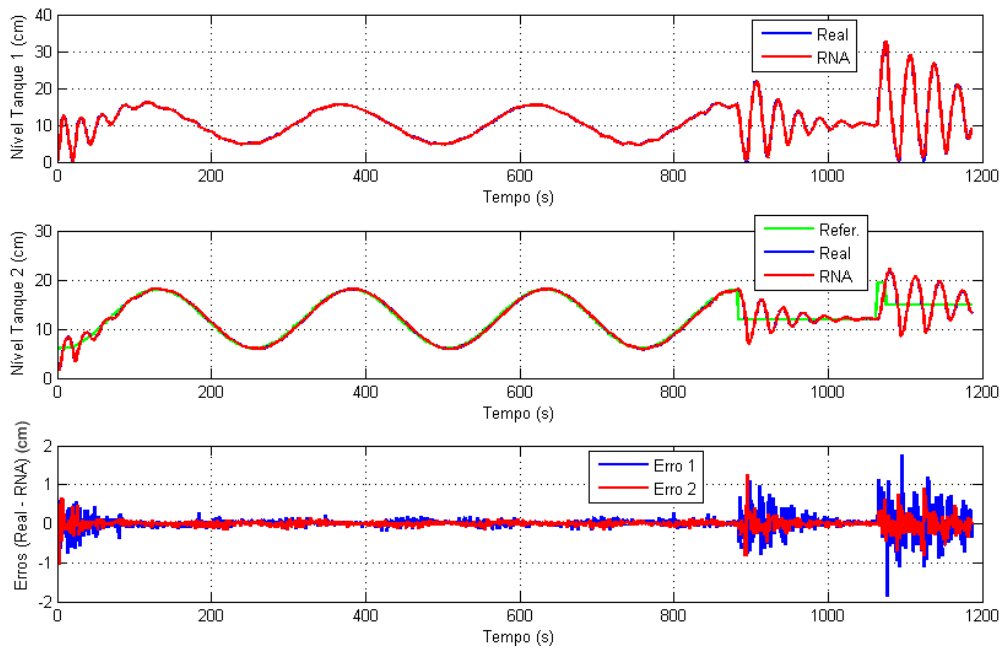 40
30
20
10
0
Nível Tanque 1 (cm)
Real
RNA
0
200
400
600
800
1000
1200
Tempo (s)
30
20
10
0
Nível Tanque 2 (cm)
Refer.
Real
RNA
0
200
400
600
800
1000
1200
Tempo (s)
2
1
0
-1
-2
Erros (Real - RNA) (cm)
Erro 1
Erro 2
0
200
400
600
800
1000
1200
Tempo (s)